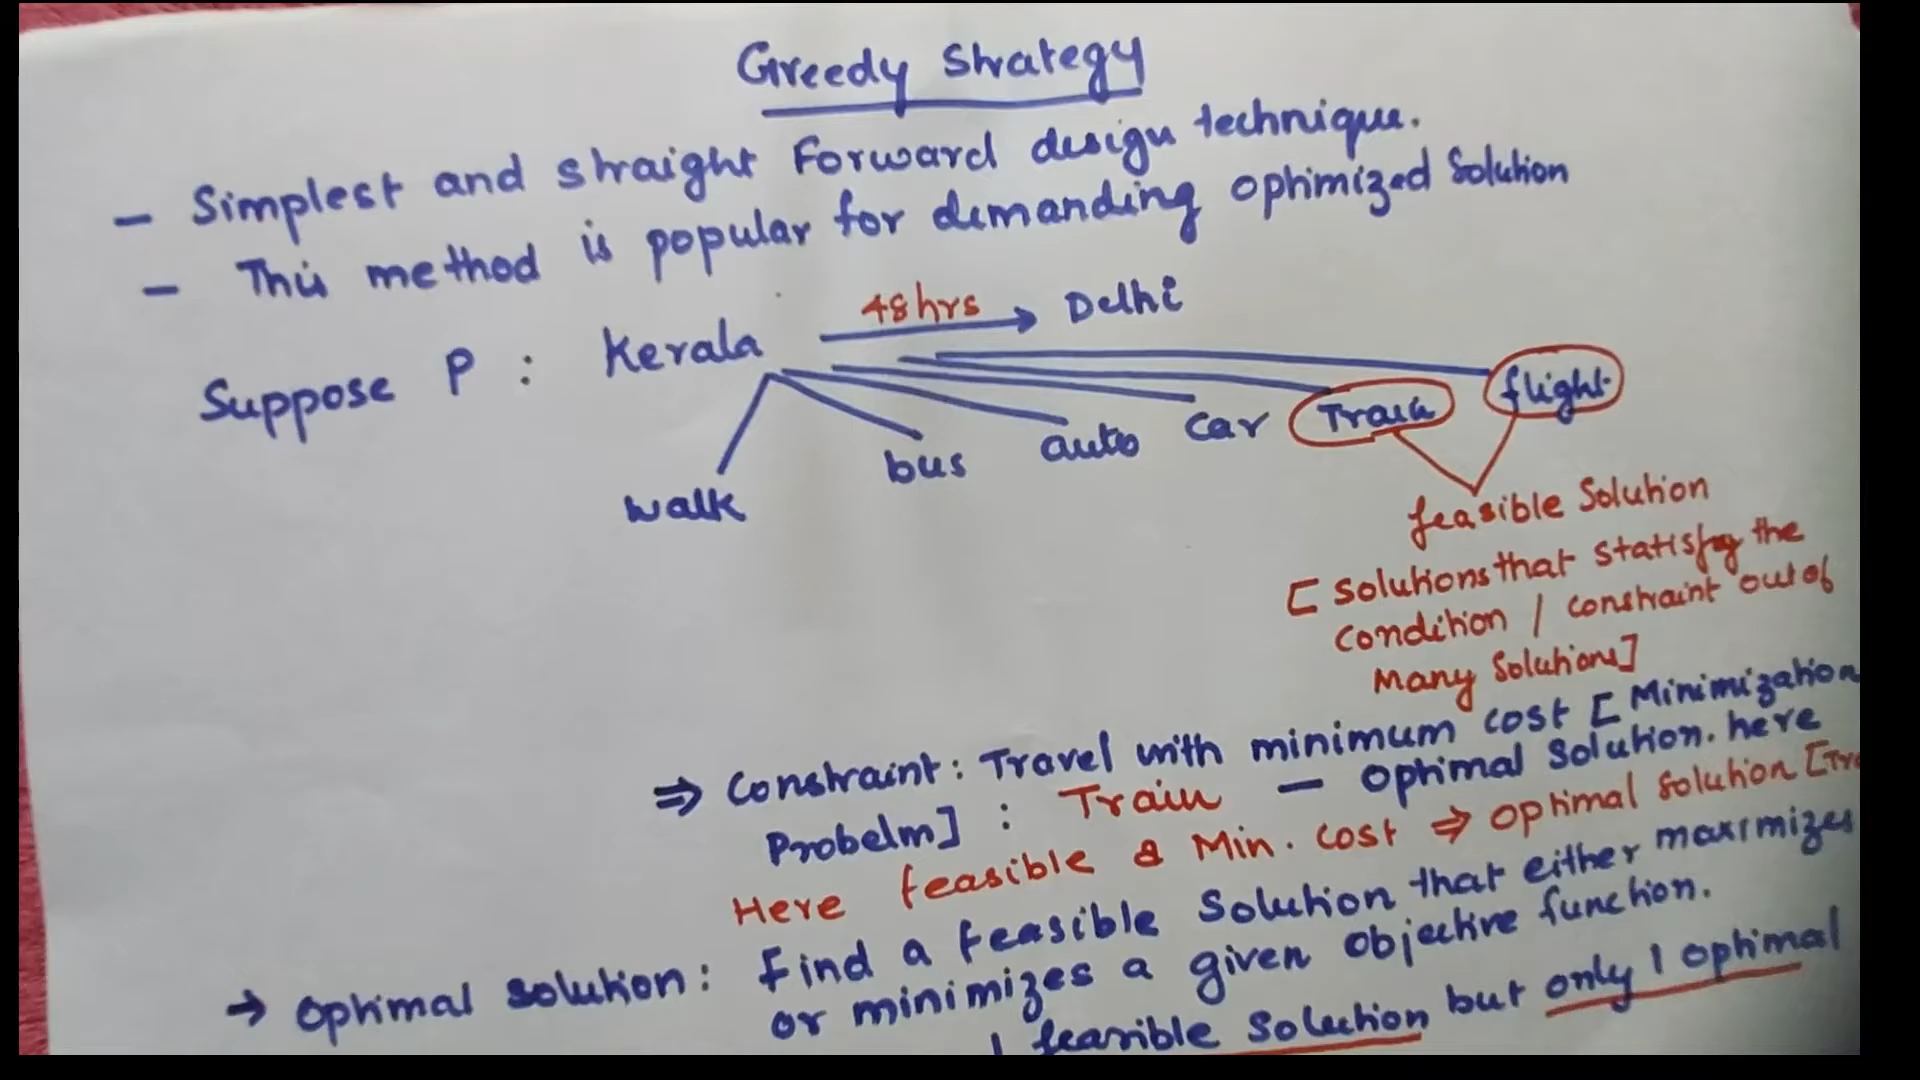 Greedy Strategy
- Simplest and straight Forward design technique.
- This method is popular for demanding optimized Solution
48hrs
Suppose P : Kerala → Delhi
walk bus auto car Train flight
feasible Solution
[ Solutions that statisfy the
condition / constraint out of
Many Solutions]
⇒ Constraint : Travel with minimum cost [ Minimization
Probelm] : Train - optimal Solution. here
Here feasible & Min. cost ⇒ optimal solution [Tra
→ optimal solution : Find a feasible Solution that either maximizes
or minimizes a given objective function.
feasible solution but only 1 optimal